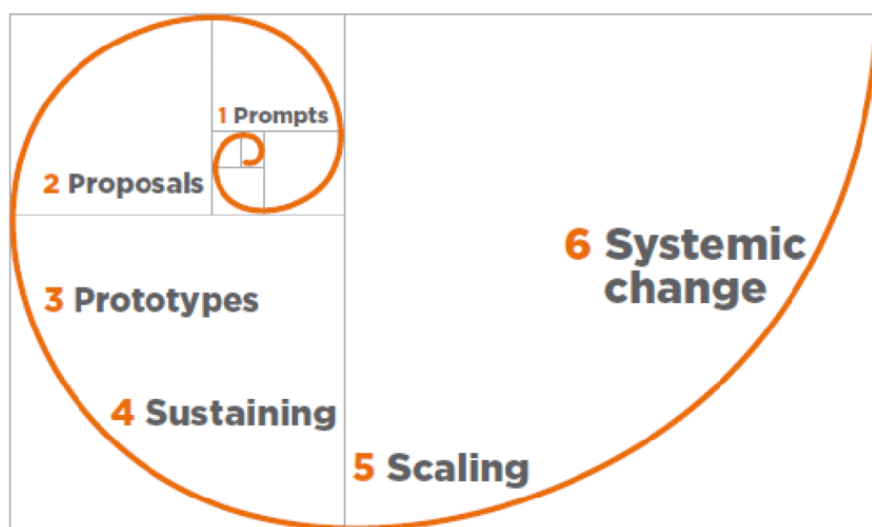 1 Prompts
2 Proposals
3 Prototypes
4 Sustaining
5 Scaling
6 Systemic
change